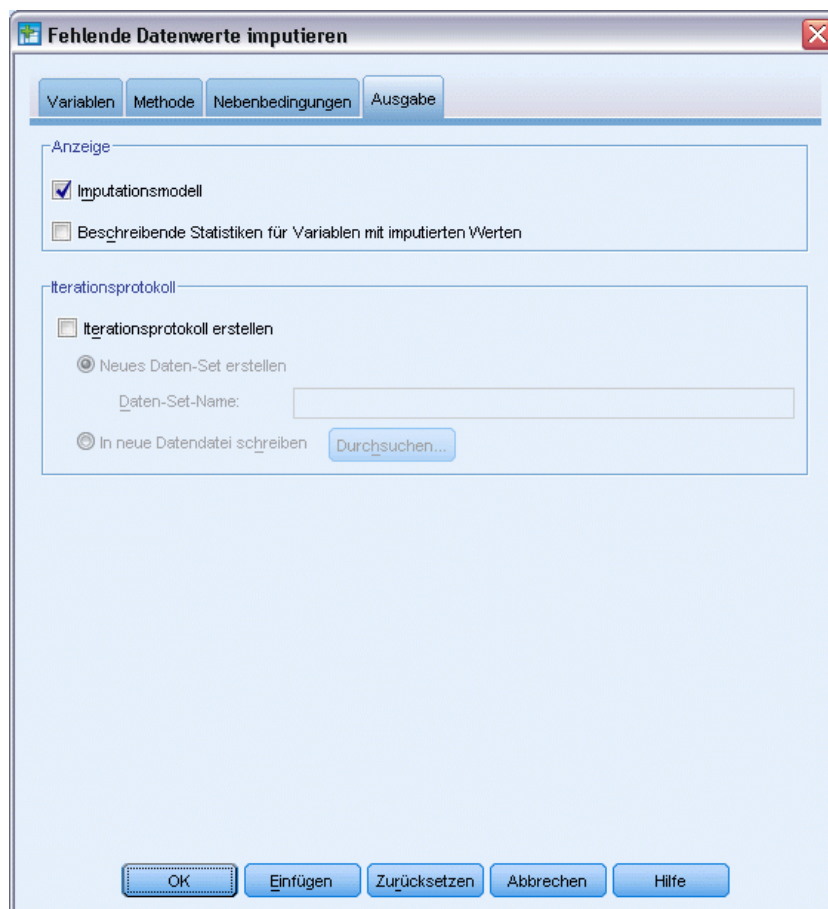 Fehlende Datenwerte imputieren
Variablen Methode Nebenbedingungen Ausgabe
Anzeige
Imputationsmodell
Beschreibende Statistiken für Variablen mit imputierten Werten
Iterationsprotokoll
Iterationsprotokoll erstellen
Neues Daten-Set erstellen
Daten-Set-Name:
In neue Datendatei schreiben Durchsuchen...
OK Einfügen Zurücksetzen Abbrechen Hilfe